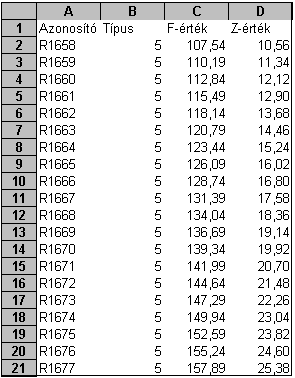 A B C D
1 Azonosító Típus F-érték Z-érték
2 R1658 5 107,54 10,56
3 R1659 5 110,19 11,34
4 R1660 5 112,84 12,12
5 R1661 5 115,49 12,90
6 R1662 5 118,14 13,68
7 R1663 5 120,79 14,46
8 R1664 5 123,44 15,24
9 R1665 5 126,09 16,02
10 R1666 5 128,74 16,80
11 R1667 5 131,39 17,58
12 R1668 5 134,04 18,36
13 R1669 5 136,69 19,14
14 R1670 5 139,34 19,92
15 R1671 5 141,99 20,70
16 R1672 5 144,64 21,48
17 R1673 5 147,29 22,26
18 R1674 5 149,94 23,04
19 R1675 5 152,59 23,82
20 R1676 5 155,24 24,60
21 R1677 5 157,89 25,38